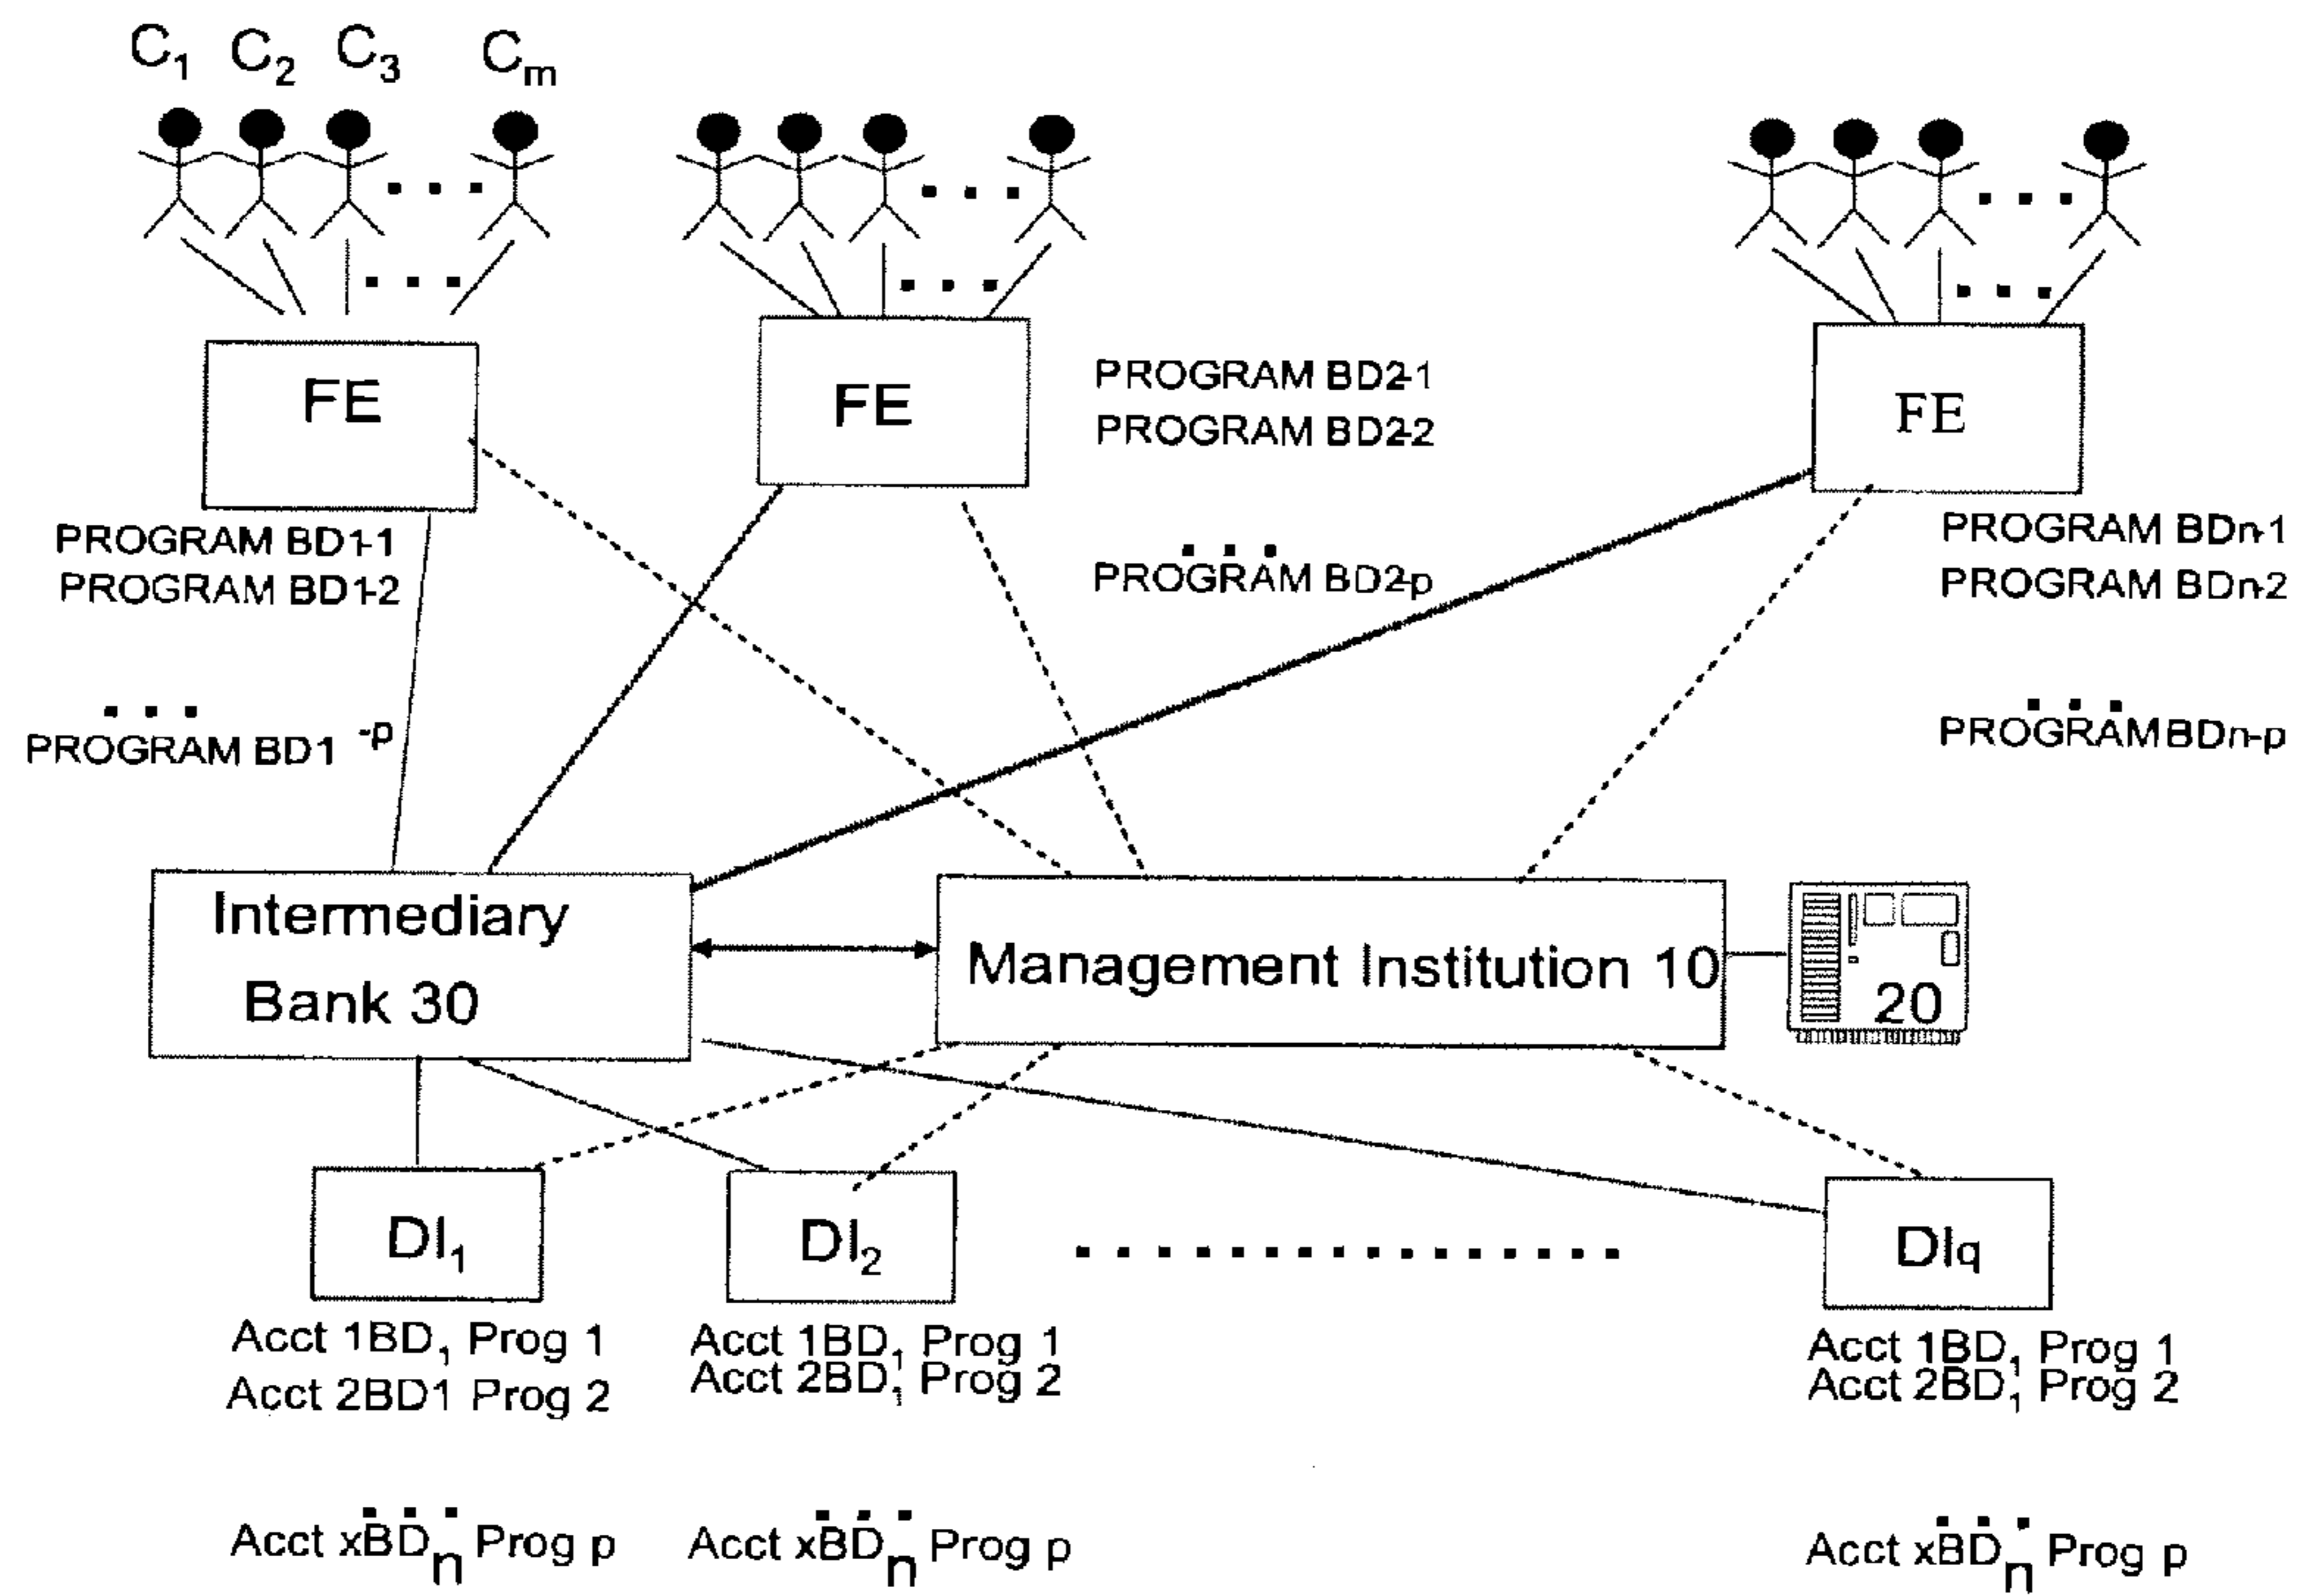 C1 C2 C3 Cm
FE
FE
FE
PROGRAM BD1-1
PROGRAM BD1-2
PROGRAM BD1-p
PROGRAM BD2-1
PROGRAM BD2-2
PROGRAM BD2-p
PROGRAM BDn-1
PROGRAM BDn-2
PROGRAM BDn-p
Intermediary
Bank 30
Management Institution 10
20
DI1
DI2
DIq
Acct 1BD1 Prog 1
Acct 2BD1 Prog 2
Acct xBDn Prog p
Acct 1BD1 Prog 1
Acct 2BD1 Prog 2
Acct xBDn Prog p
Acct 1BD1 Prog 1
Acct 2BD1 Prog 2
Acct xBDn Prog p